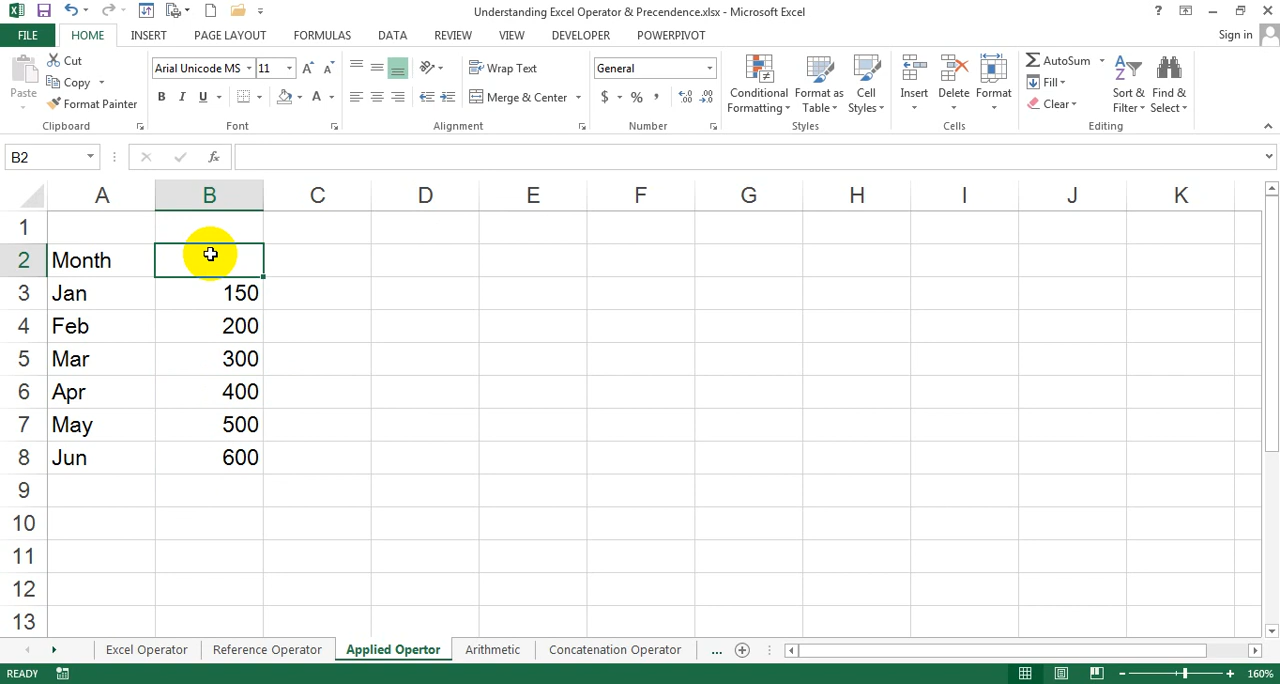 Understanding Excel Operator & Precendence.xlsx - Microsoft Excel
?
Sign in
FILE HOME INSERT PAGE LAYOUT FORMULAS DATA REVIEW VIEW DEVELOPER POWERPIVOT
Paste
Cut
Copy
Format Painter
Clipboard
Arial Unicode MS 11
B I U
Font
Wrap Text
Merge & Center
Alignment
General
$ % ,
Number
Conditional Formatting
Format as Table
Cell Styles
Styles
Insert Delete Format
Cells
AutoSum
Fill
Clear
Sort & Filter
Find & Select
Editing
B2
fx
A B C D E F G H I J K
1
2 Month
3 Jan 150
4 Feb 200
5 Mar 300
6 Apr 400
7 May 500
8 Jun 600
9
10
11
12
13
Excel Operator Reference Operator Applied Opertor Arithmetic Concatenation Operator ...
READY
160%